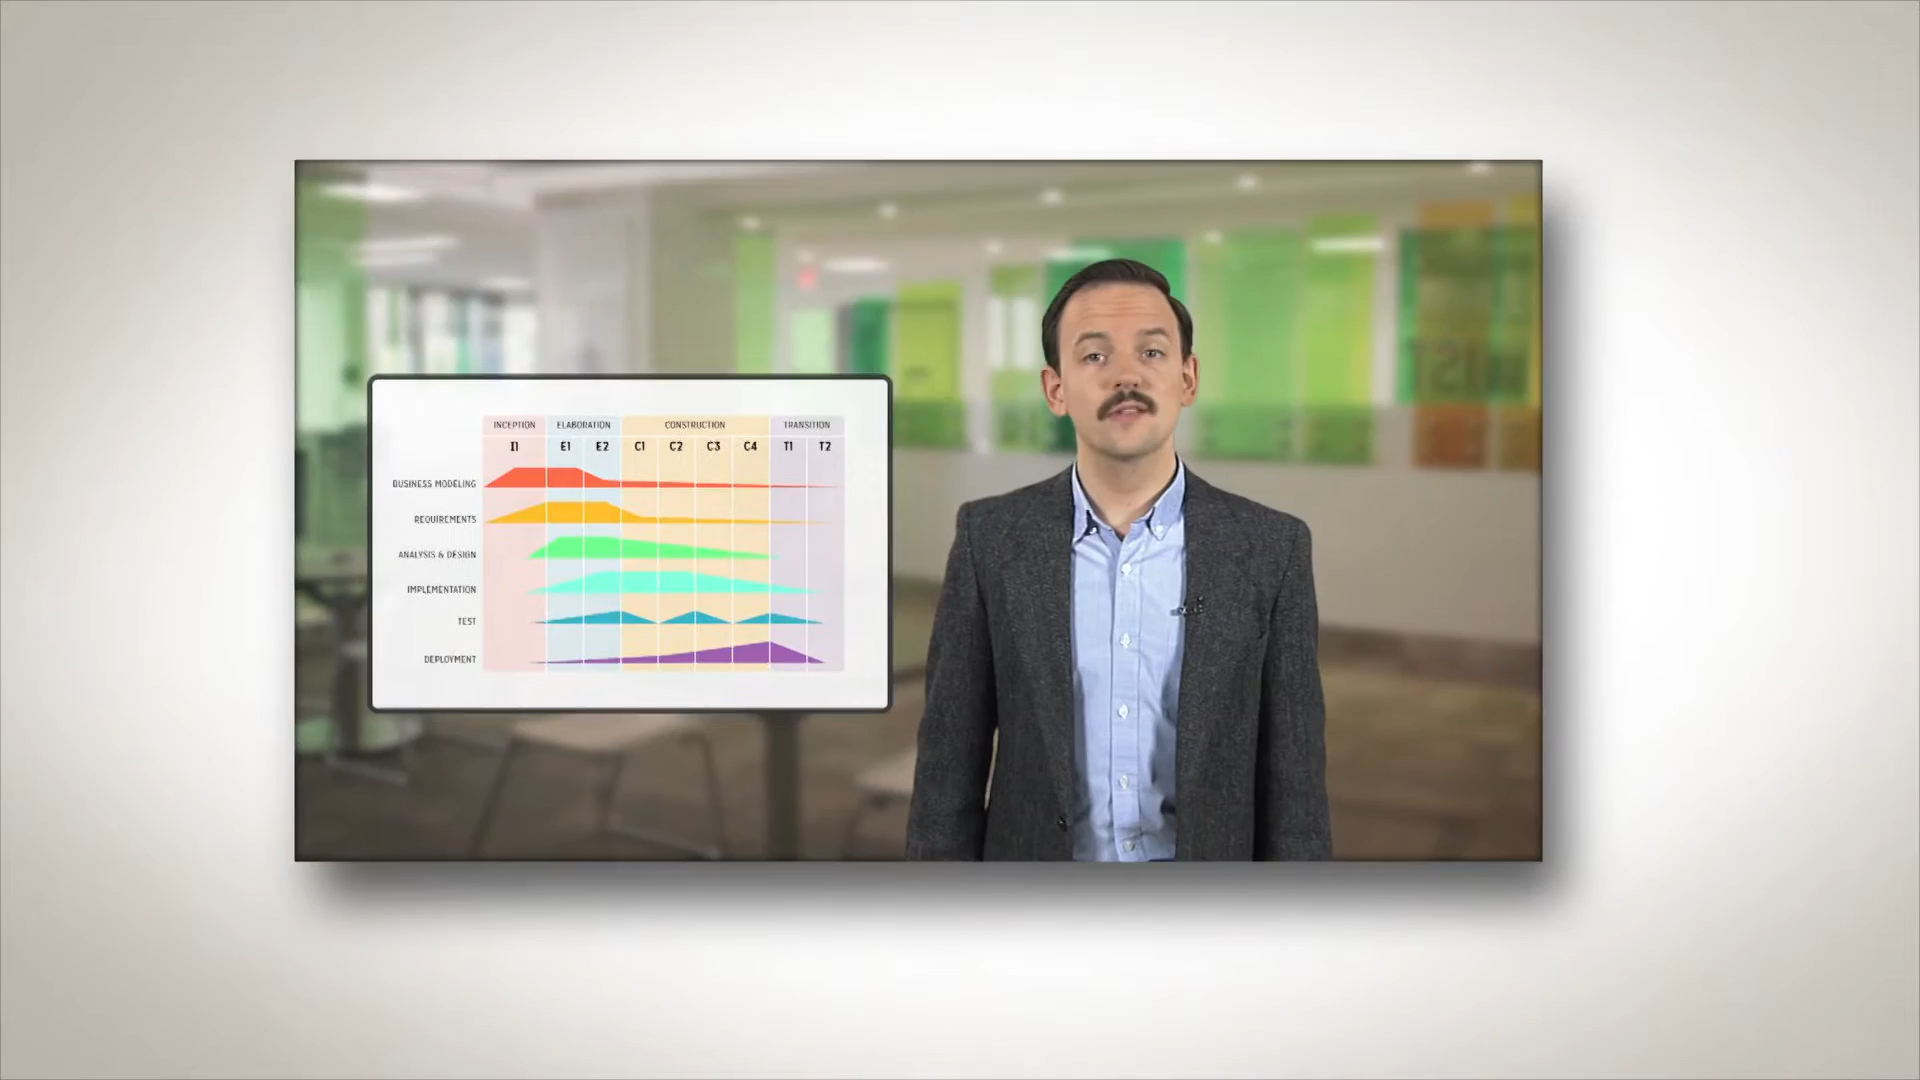 INCEPTION ELABORATION CONSTRUCTION TRANSITION
I1 E1 E2 C1 C2 C3 C4 T1 T2
BUSINESS MODELING
REQUIREMENTS
ANALYSIS & DESIGN
IMPLEMENTATION
TEST
DEPLOYMENT